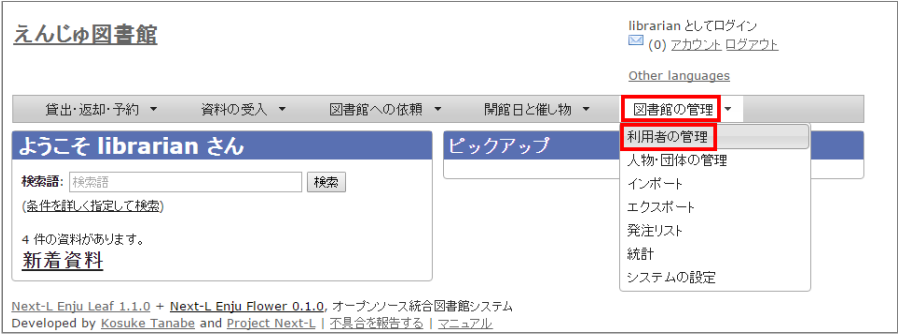 えんじゅ図書館
librarian としてログイン
(0) アカウント ログアウト
Other languages
貸出・返却・予約 ▼ 資料の受入 ▼ 図書館への依頼 ▼ 開館日と催し物 ▼ 図書館の管理 ▼
ようこそ librarian さん
検索語: 検索語 検索
(条件を詳しく指定して検索)
4 件の資料があります。
新着資料
ピックアップ
利用者の管理
人物・団体の管理
インポート
エクスポート
発注リスト
統計
システムの設定
Next-L Enju Leaf 1.1.0 + Next-L Enju Flower 0.1.0, オープンソース統合図書館システム
Developed by Kosuke Tanabe and Project Next-L | 不具合を報告する | マニュアル